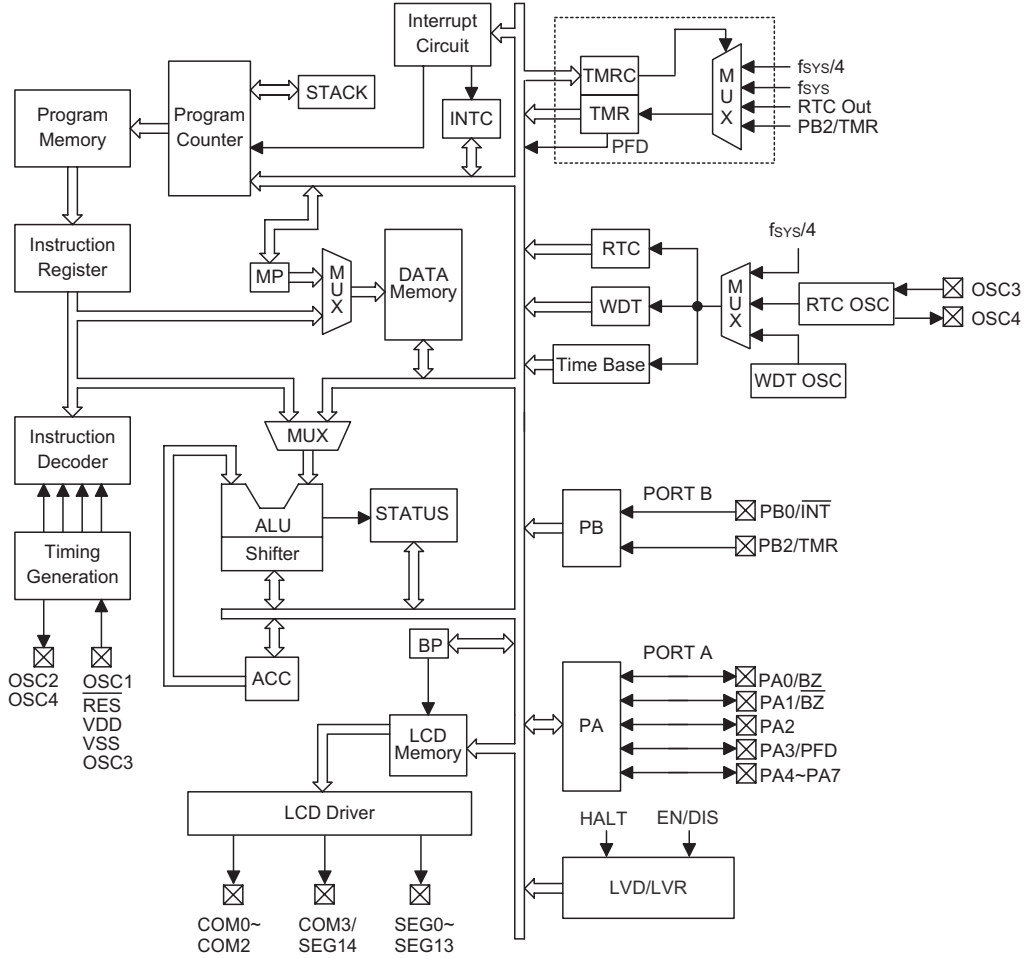 Interrupt
Circuit
STACK
INTC
Program
Memory
Program
Counter
TMRC
TMR
PFD
MUX
fSYS/4
fSYS
RTC Out
PB2/TMR
Instruction
Register
MP
MUX
DATA
Memory
RTC
WDT
Time Base
MUX
fSYS/4
RTC OSC
WDT OSC
OSC3
OSC4
Instruction
Decoder
MUX
ALU
Shifter
STATUS
Timing
Generation
OSC2
OSC4
OSC1
RES
VDD
VSS
OSC3
ACC
BP
LCD
Memory
LCD Driver
COM0~
COM2
COM3/
SEG14
SEG0~
SEG13
PB
PORT B
PB0/INT
PB2/TMR
PA
PORT A
PA0/BZ
PA1/BZ
PA2
PA3/PFD
PA4~PA7
HALT
EN/DIS
LVD/LVR